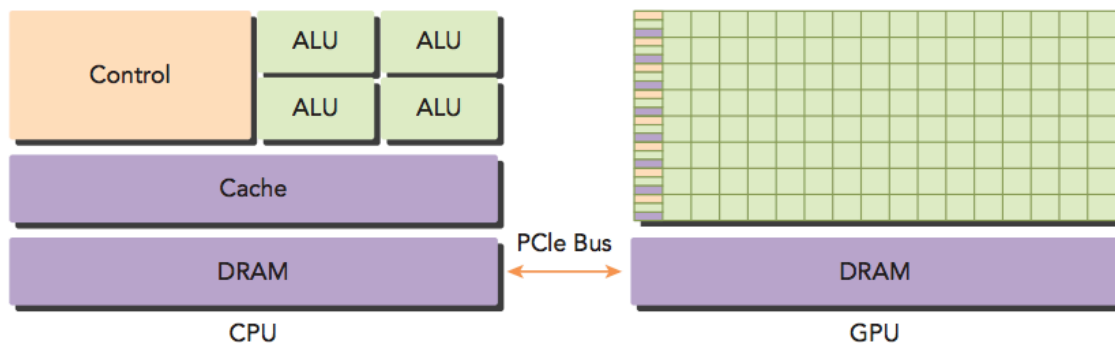 Control
ALU
ALU
ALU
ALU
Cache
DRAM
CPU
PCIe Bus
DRAM
GPU